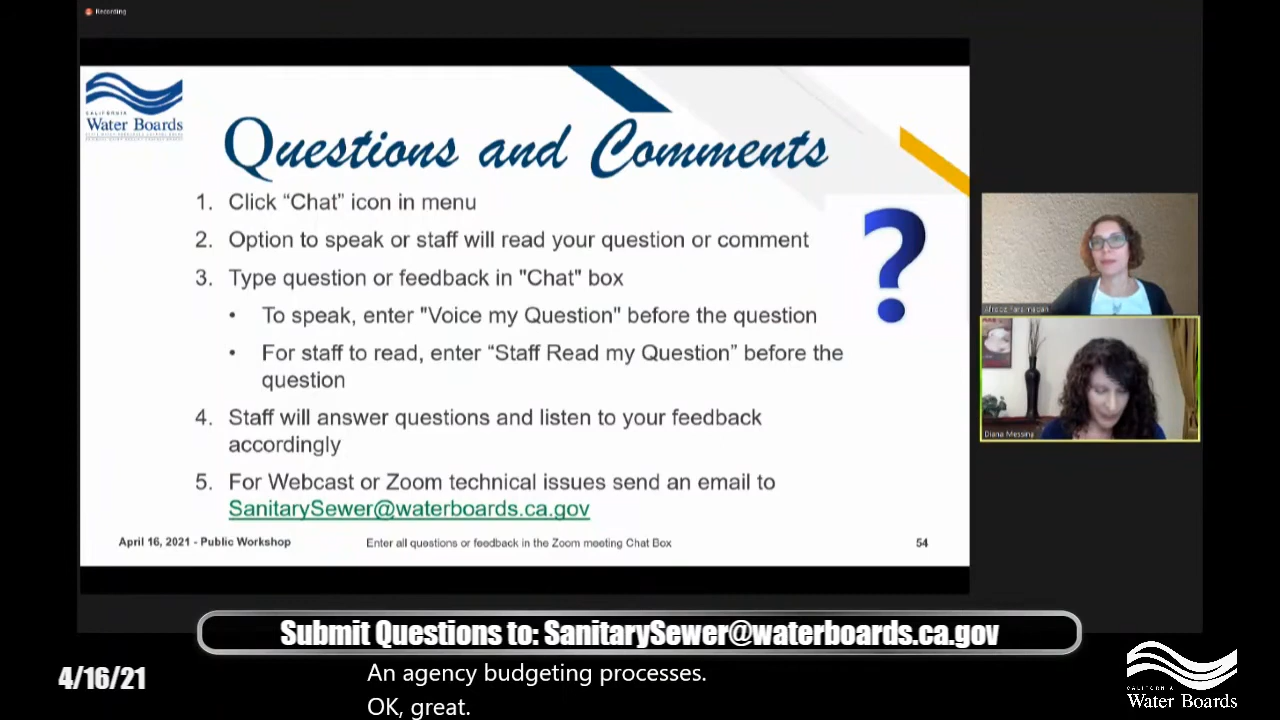 Recording
CALIFORNIA
Water Boards
Questions and Comments
1. Click “Chat” icon in menu
2. Option to speak or staff will read your question or comment
3. Type question or feedback in "Chat" box
• To speak, enter "Voice my Question" before the question
• For staff to read, enter “Staff Read my Question” before the
question
4. Staff will answer questions and listen to your feedback
accordingly
5. For Webcast or Zoom technical issues send an email to
SanitarySewer@waterboards.ca.gov
April 16, 2021 - Public Workshop
Enter all questions or feedback in the Zoom meeting Chat Box
54
?
Diana Messina
Submit Questions to: SanitarySewer@waterboards.ca.gov
4/16/21
An agency budgeting processes.
OK, great.
CALIFORNIA
Water Boards